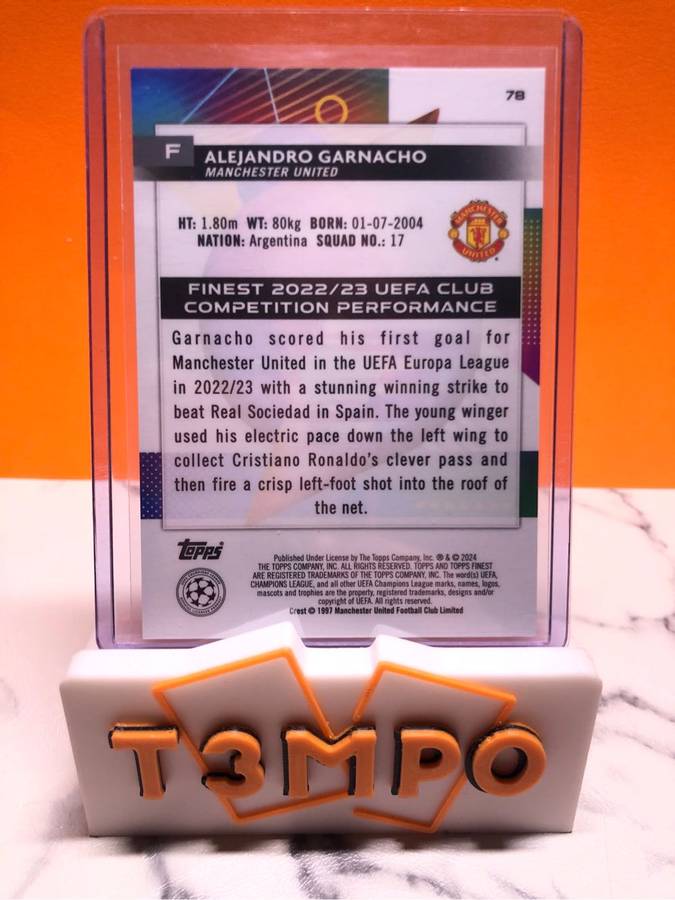 78
F
ALEJANDRO GARNACHO
MANCHESTER UNITED
HT: 1.80m WT: 80kg BORN: 01-07-2004
NATION: Argentina SQUAD NO.: 17
MANCHESTER
UNITED
FINEST 2022/23 UEFA CLUB
COMPETITION PERFORMANCE
Garnacho scored his first goal for
Manchester United in the UEFA Europa League
in 2022/23 with a stunning winning strike to
beat Real Sociedad in Spain. The young winger
used his electric pace down the left wing to
collect Cristiano Ronaldo's clever pass and
then fire a crisp left-foot shot into the roof of
the net.
Topps
Published Under License by The Topps Company, Inc. ® & © 2024
THE TOPPS COMPANY, INC. ALL RIGHTS RESERVED. TOPPS AND TOPPS FINEST
ARE REGISTERED TRADEMARKS OF THE TOPPS COMPANY, INC. The word(s) UEFA,
CHAMPIONS LEAGUE, and all other UEFA Champions League marks, names, logos,
mascots and trophies are the property, registered trademarks, designs and/or
copyright of UEFA. All rights reserved.
Crest © 1997 Manchester United Football Club Limited
T3MPO